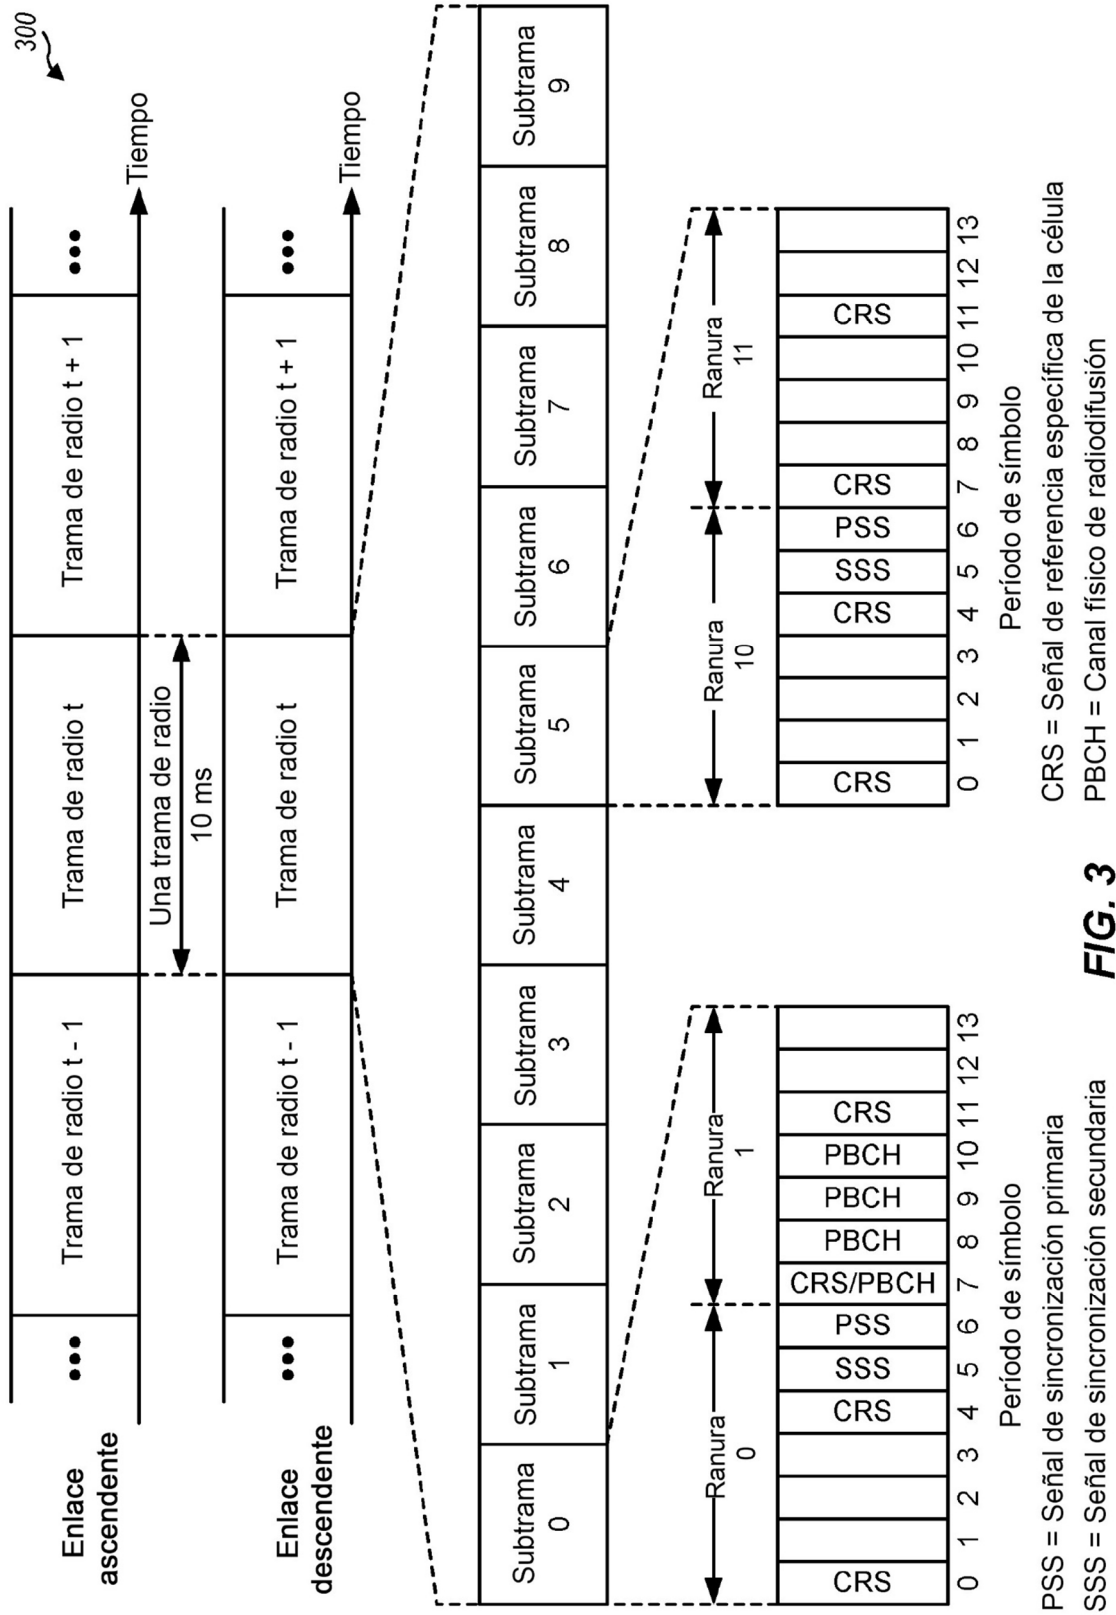 300
Enlace
ascendente
Trama de radio t - 1
Trama de radio t
Trama de radio t + 1
Tiempo
Una trama de radio
10 ms
Enlace
descendente
Trama de radio t - 1
Trama de radio t
Trama de radio t + 1
Tiempo
Subtrama
0
Subtrama
1
Subtrama
2
Subtrama
3
Subtrama
4
Subtrama
5
Subtrama
6
Subtrama
7
Subtrama
8
Subtrama
9
Ranura
0
Ranura
1
CRS CRS SSS PSS CRS/PBCH PBCH PBCH PBCH CRS
0 1 2 3 4 5 6 7 8 9 10 11 12 13
Período de símbolo
Ranura
10
Ranura
11
CRS CRS SSS PSS CRS CRS
0 1 2 3 4 5 6 7 8 9 10 11 12 13
Período de símbolo
PSS = Señal de sincronización primaria
SSS = Señal de sincronización secundaria
CRS = Señal de referencia específica de la célula
PBCH = Canal físico de radiodifusión
FIG. 3